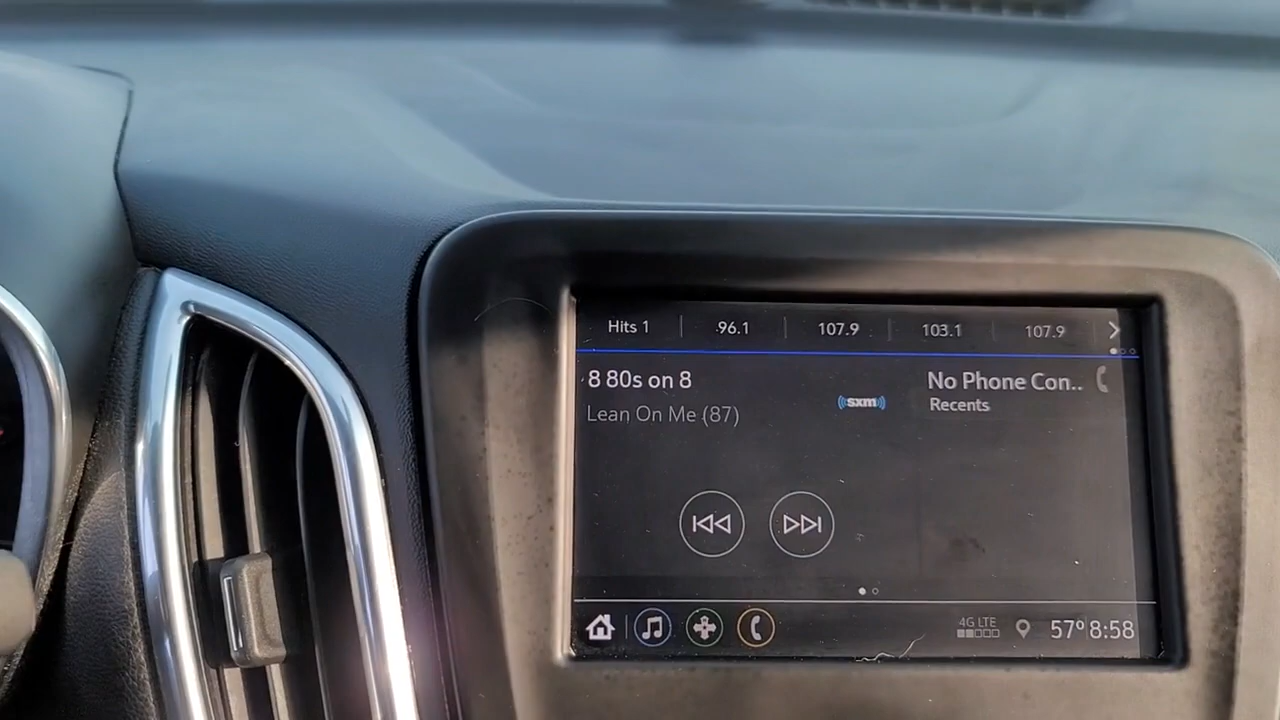 Hits 1 96.1 107.9 103.1 107.9
8 80s on 8
Lean On Me (87)
sxm
No Phone Con..
Recents
4G LTE
57° 8:58